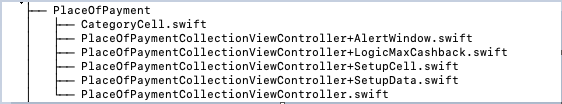 ├── PlaceOfPayment
│   ├── CategoryCell.swift
│   ├── PlaceOfPaymentCollectionViewController+AlertWindow.swift
│   ├── PlaceOfPaymentCollectionViewController+LogicMaxCashback.swift
│   ├── PlaceOfPaymentCollectionViewController+SetupCell.swift
│   ├── PlaceOfPaymentCollectionViewController+SetupData.swift
│   └── PlaceOfPaymentCollectionViewController.swift